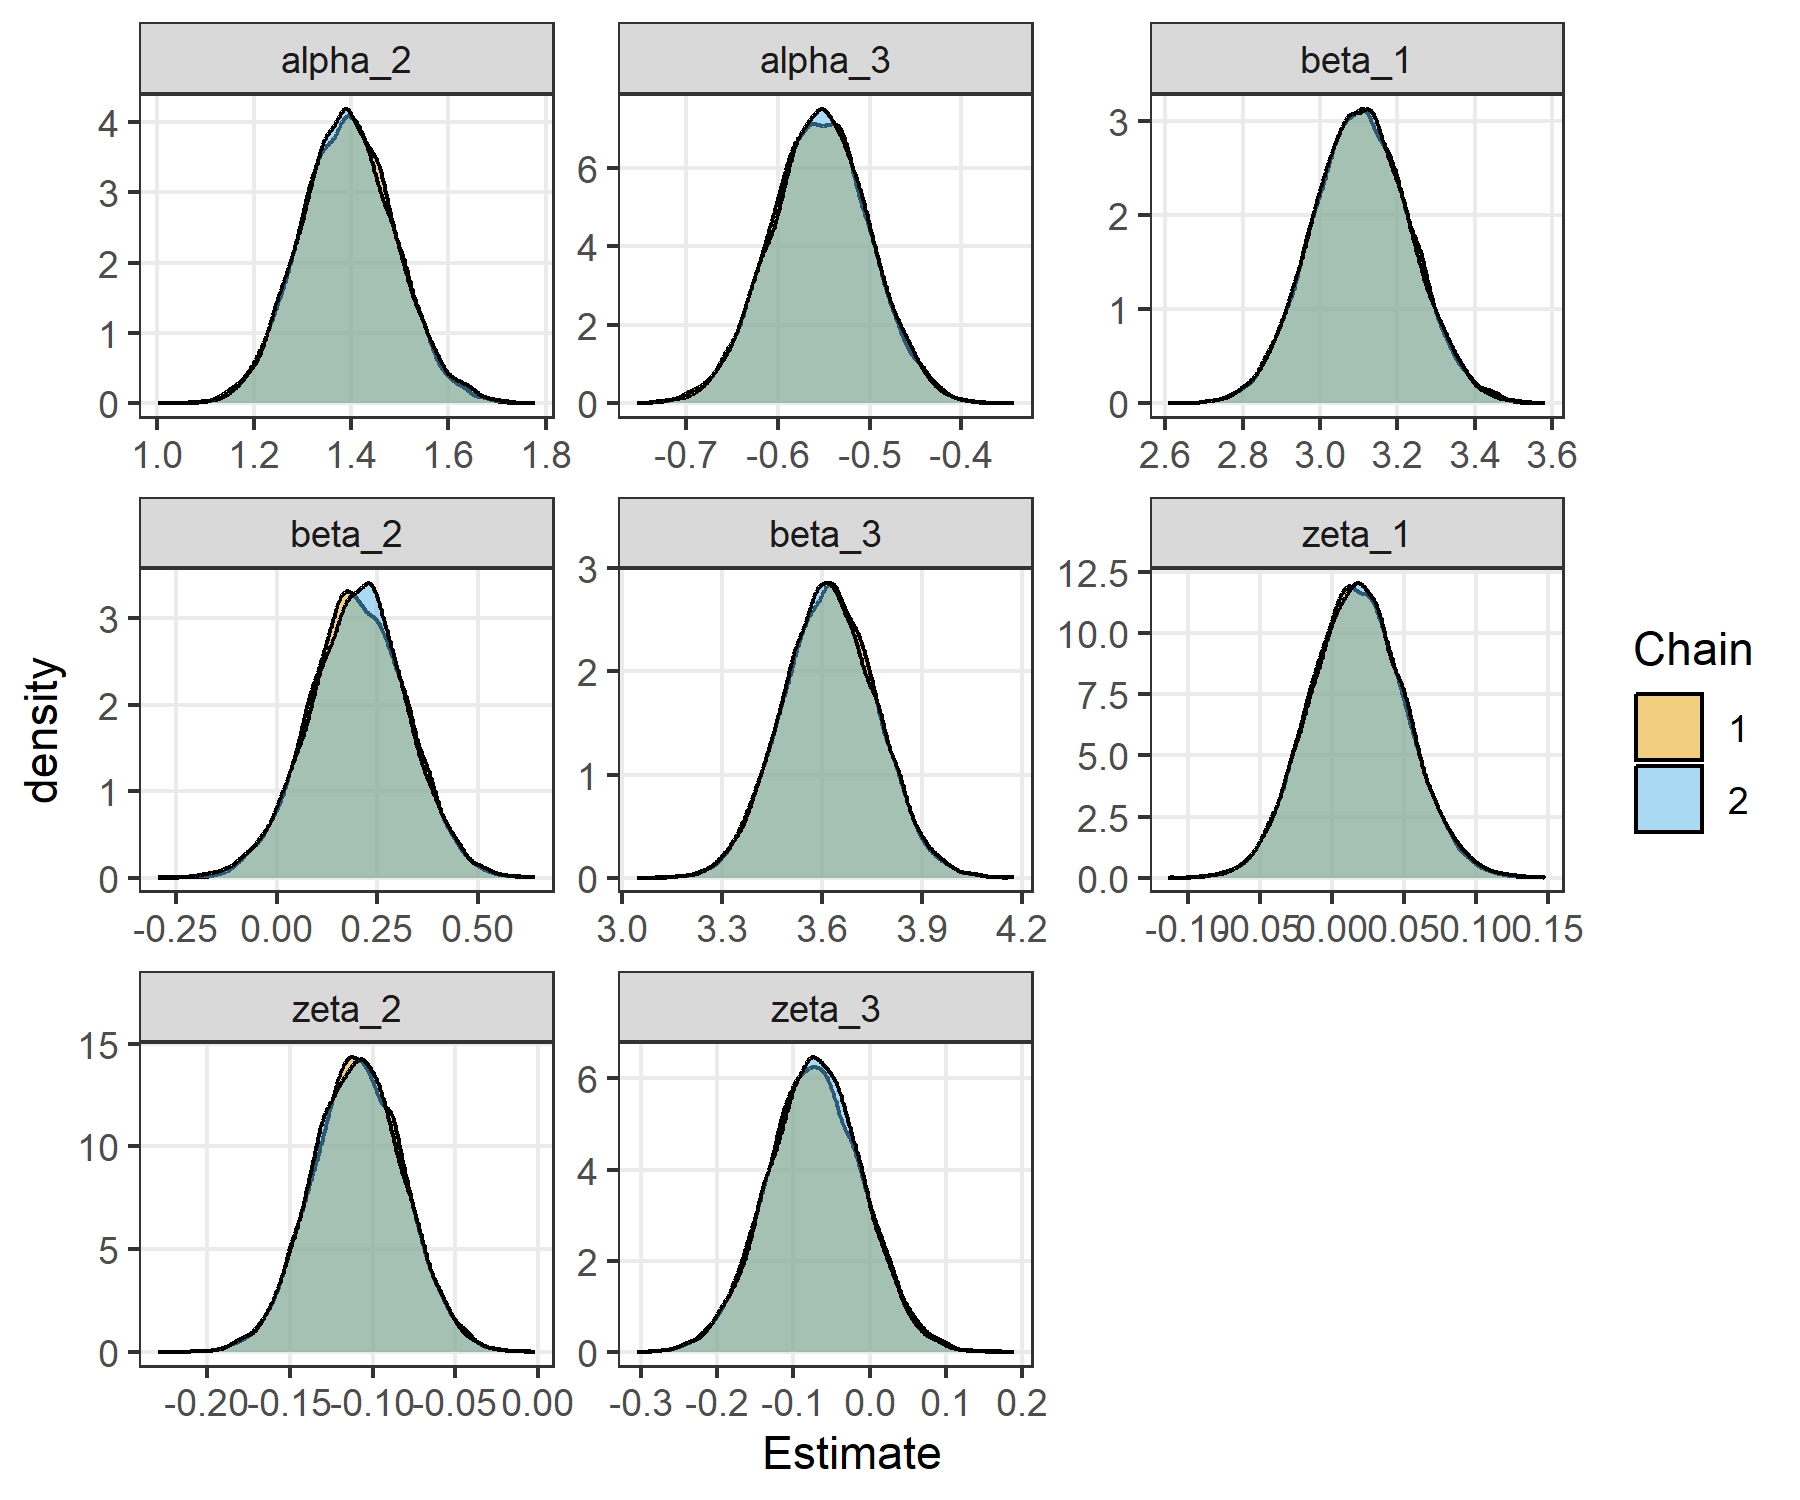 alpha_2 alpha_3 beta_1
4 3 2 1 0
6 4 2 0
3 2 1 0
1.0 1.2 1.4 1.6 1.8
-0.7 -0.6 -0.5 -0.4
2.6 2.8 3.0 3.2 3.4 3.6
beta_2 beta_3 zeta_1
3 2 1 0
3 2 1 0
12.5 10.0 7.5 5.0 2.5 0.0
-0.25 0.00 0.25 0.50
3.0 3.3 3.6 3.9 4.2
-0.10 -0.05 0.00 0.05 0.10 0.15
zeta_2 zeta_3
15 10 5 0
6 4 2 0
-0.20 -0.15 -0.10 -0.05 0.00
-0.3 -0.2 -0.1 0.0 0.1 0.2
density
Estimate
Chain
1
2